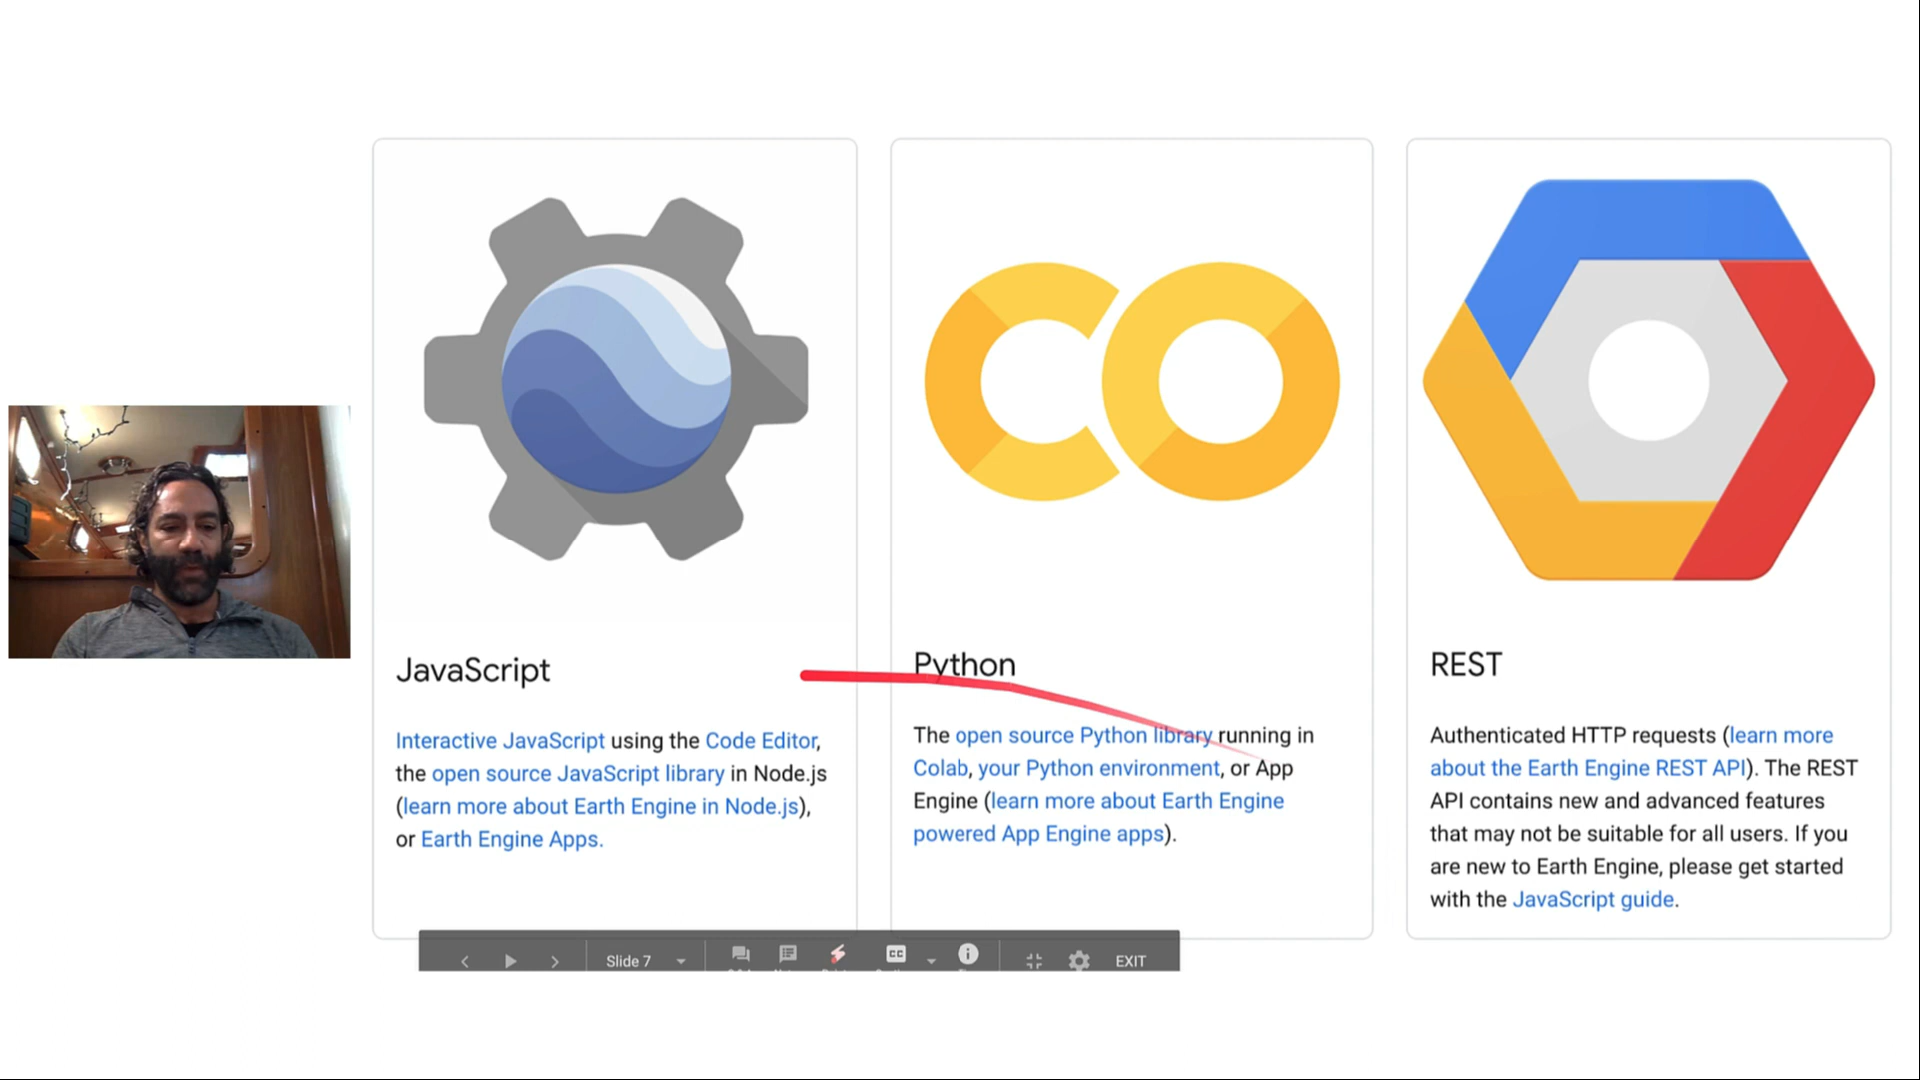 JavaScript
Interactive JavaScript using the Code Editor,
the open source JavaScript library in Node.js
(learn more about Earth Engine in Node.js),
or Earth Engine Apps.
Python
The open source Python library running in
Colab, your Python environment, or App
Engine (learn more about Earth Engine
powered App Engine apps).
REST
Authenticated HTTP requests (learn more
about the Earth Engine REST API). The REST
API contains new and advanced features
that may not be suitable for all users. If you
are new to Earth Engine, please get started
with the JavaScript guide.
Slide 7
CC
EXIT